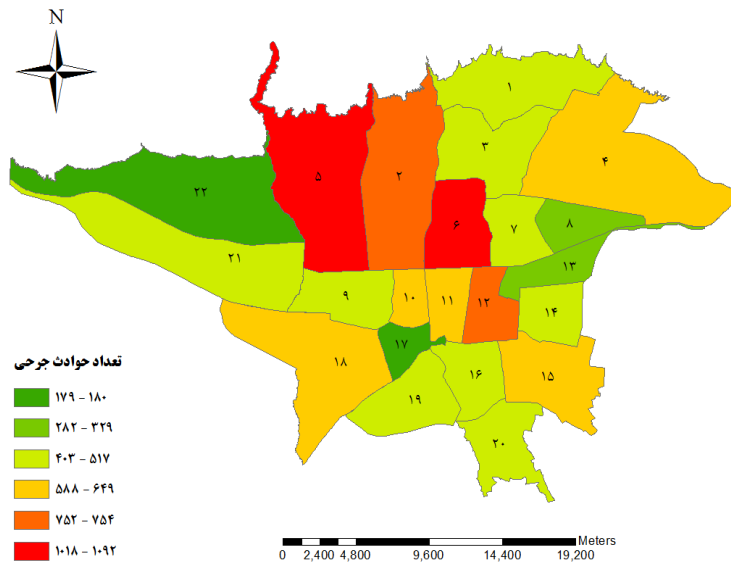 N
۱
۳
۴
۵
۲
۲۲
۶
۷
۸
۲۱
۱۳
۹
۱۰
۱۱
۱۲
۱۴
۱۷
۱۸
۱۶
۱۵
۱۹
۲۰
تعداد حوادث جرحی
۱۷۹ - ۱۸۰
۲۸۲ - ۳۲۹
۴۰۳ - ۵۱۷
۵۸۸ - ۶۴۹
۷۵۲ - ۷۵۴
۱۰۱۸ - ۱۰۹۲
Meters
0 2,400 4,800 9,600 14,400 19,200